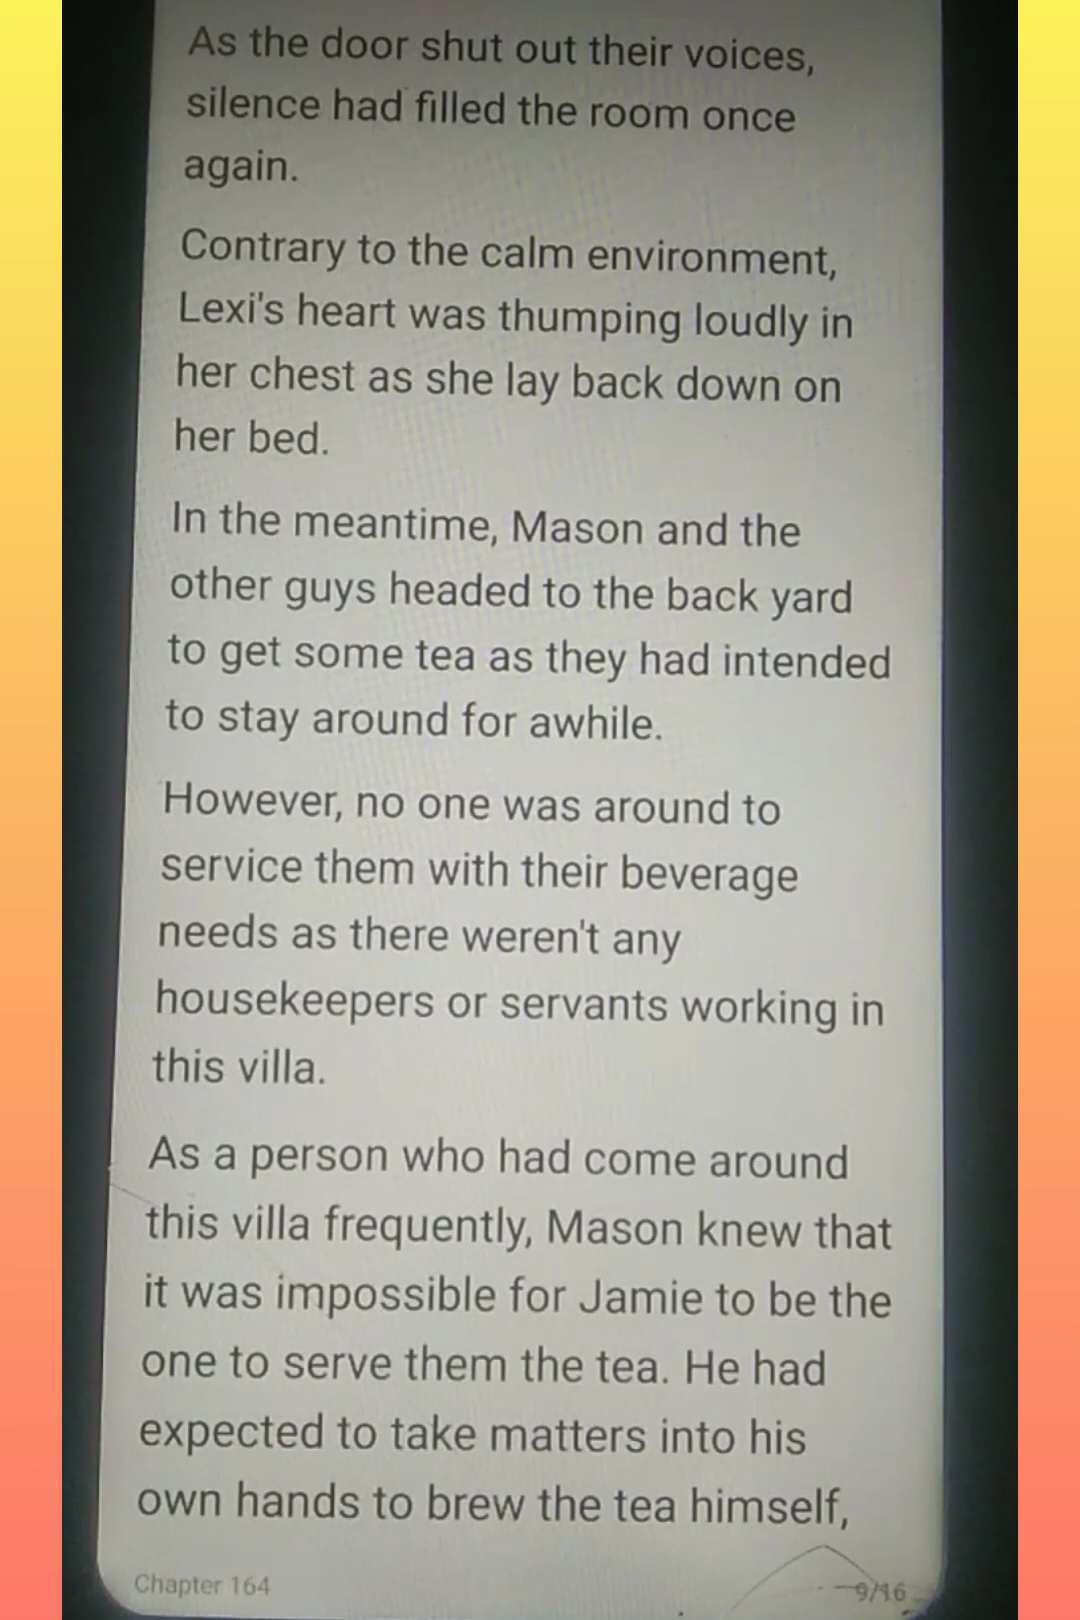 As the door shut out their voices,
silence had filled the room once
again.
Contrary to the calm environment,
Lexi's heart was thumping loudly in
her chest as she lay back down on
her bed.
In the meantime, Mason and the
other guys headed to the back yard
to get some tea as they had intended
to stay around for awhile.
However, no one was around to
service them with their beverage
needs as there weren't any
housekeepers or servants working in
this villa.
As a person who had come around
this villa frequently, Mason knew that
it was impossible for Jamie to be the
one to serve them the tea. He had
expected to take matters into his
own hands to brew the tea himself,
Chapter 164
9/16